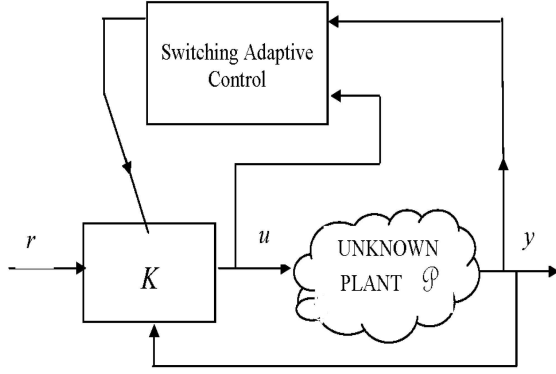 Switching Adaptive
Control
r
K
u
UNKNOWN
PLANT 𝒫
y